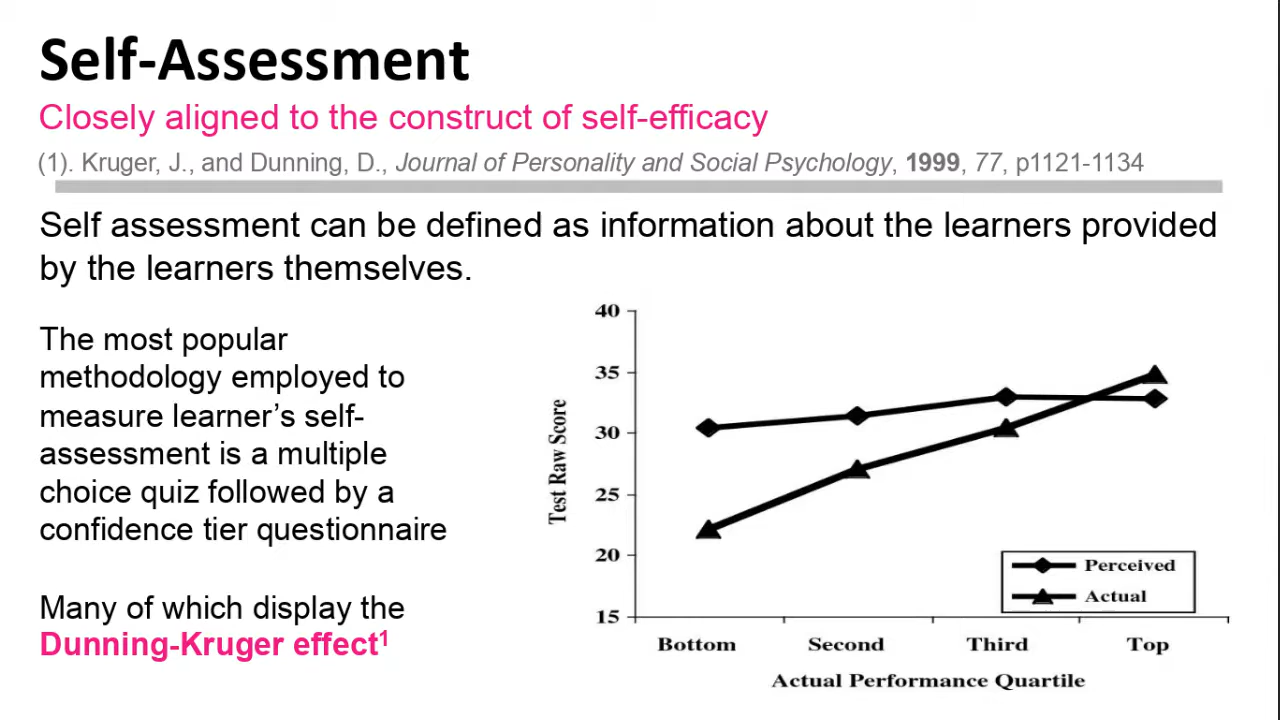 Self-Assessment
Closely aligned to the construct of self-efficacy
(1). Kruger, J., and Dunning, D., Journal of Personality and Social Psychology, 1999, 77, p1121-1134
Self assessment can be defined as information about the learners provided
by the learners themselves.
The most popular
methodology employed to
measure learner’s self-
assessment is a multiple
choice quiz followed by a
confidence tier questionnaire
Many of which display the
Dunning-Kruger effect¹
40
35
30
25
20
15
Test Raw Score
Perceived
Actual
Bottom Second Third Top
Actual Performance Quartile